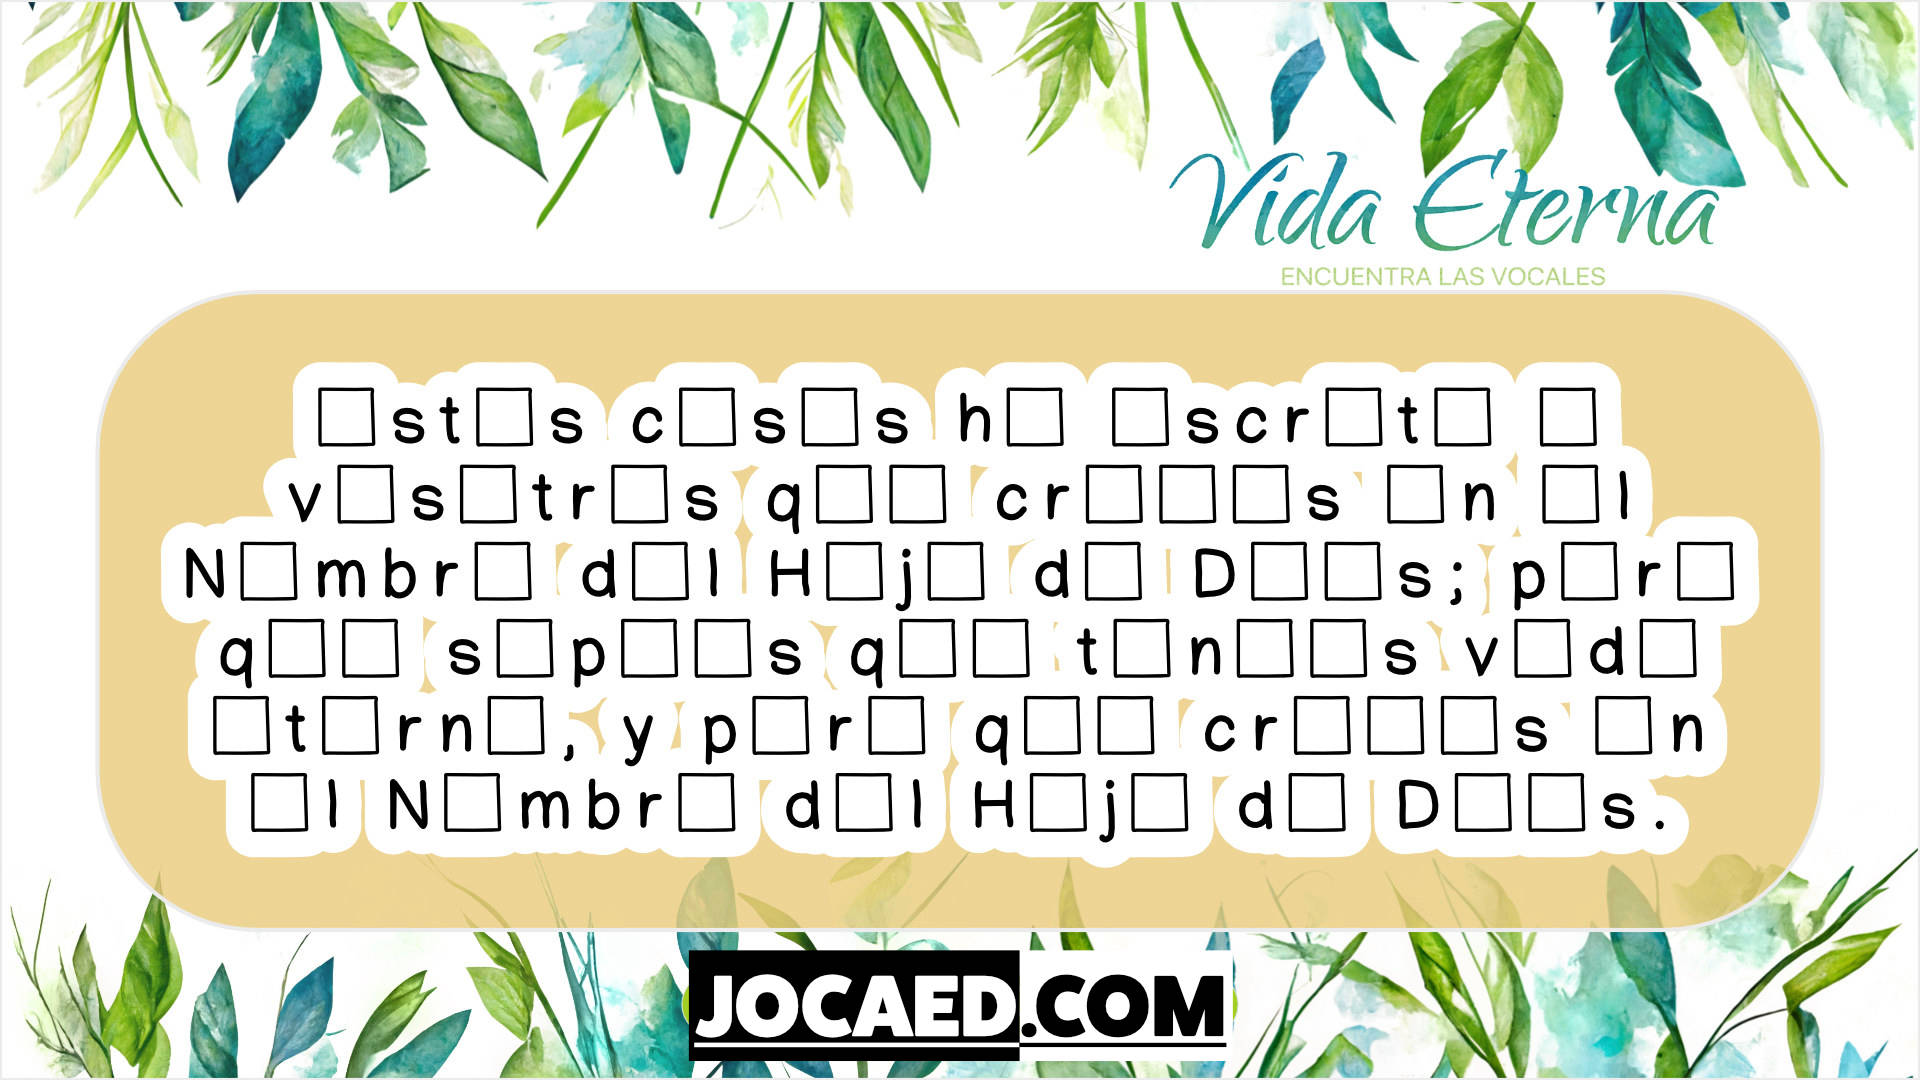 Vida Eterna
ENCUENTRA LAS VOCALES
□st□s c□s□s h□ □scr□t□ □
v□s□tr□s q□□ cr□□□s □n □l
N□mbr□ d□l H□j□ d□ D□□s; p□r□
q□□ s□p□□s q□□ t□n□□s v□d□
□t□rn□, y p□r□ q□□ cr□□□s □n
□l N□mbr□ d□l H□j□ d□ D□□s.
JOCAED.COM